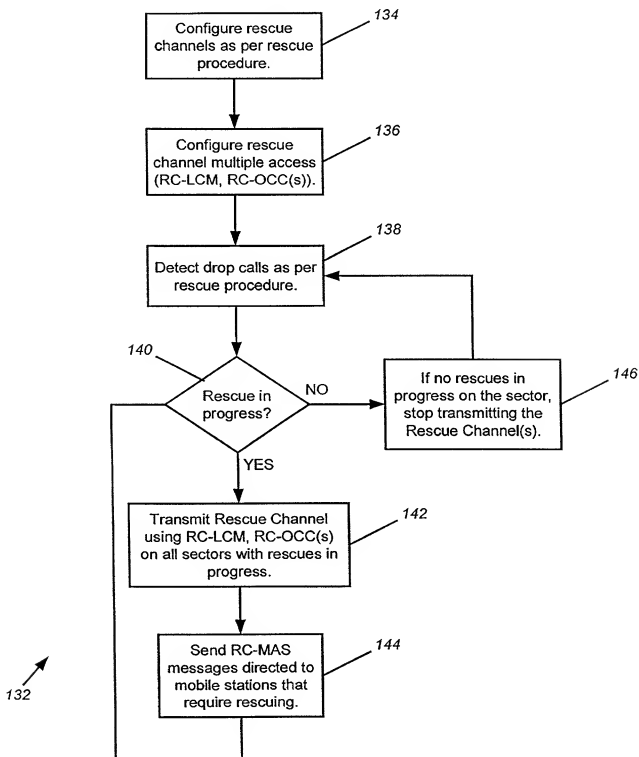 Configure rescue
channels as per rescue
procedure.
134
Configure rescue
channel multiple access
(RC-LCM, RC-OCC(s)).
136
Detect drop calls as per
rescue procedure.
138
140
Rescue in
progress?
NO
If no rescues in
progress on the sector,
stop transmitting the
Rescue Channel(s).
146
YES
Transmit Rescue Channel
using RC-LCM, RC-OCC(s)
on all sectors with rescues in
progress.
142
Send RC-MAS
messages directed to
mobile stations that
require rescuing.
144
132